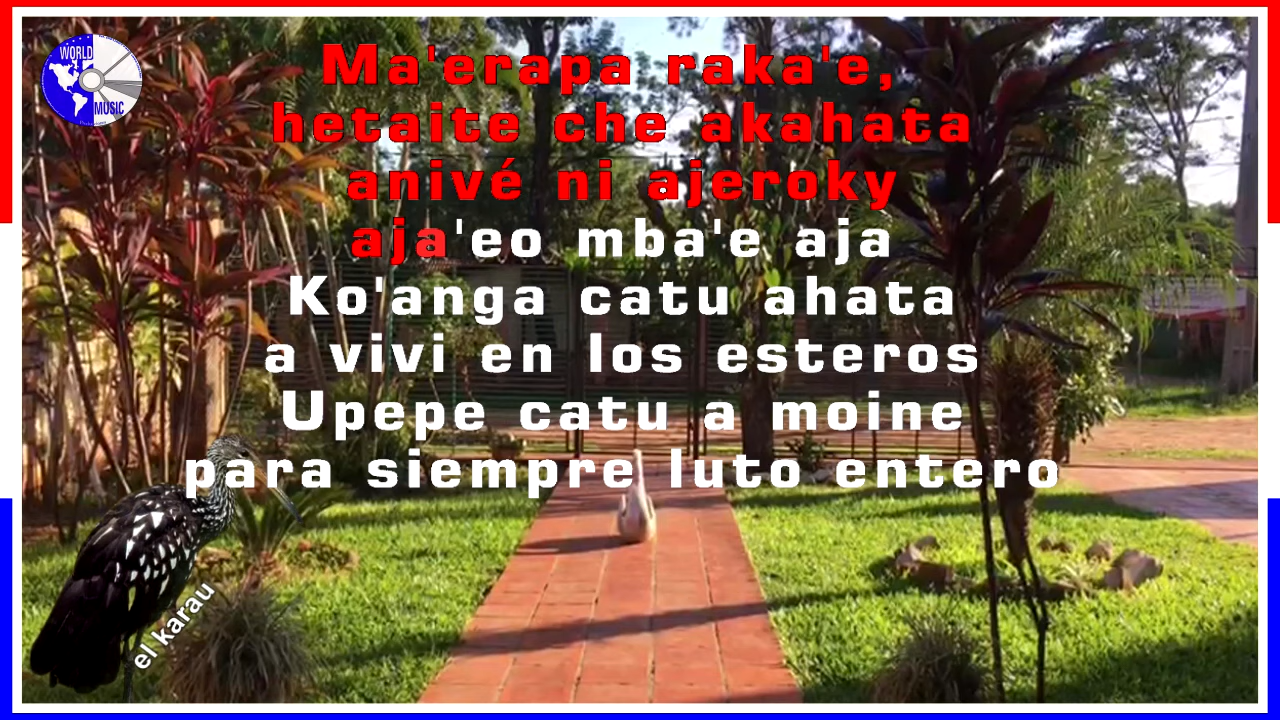 WORLD
MUSIC
Ma'erapa raka'e,
hetaite che akahata
anivé ni ajeroky
aja'eo mba'e aja
Ko'anga catu ahata
a vivi en los esteros
Upepe catu a moine
para siempre luto entero
el karau